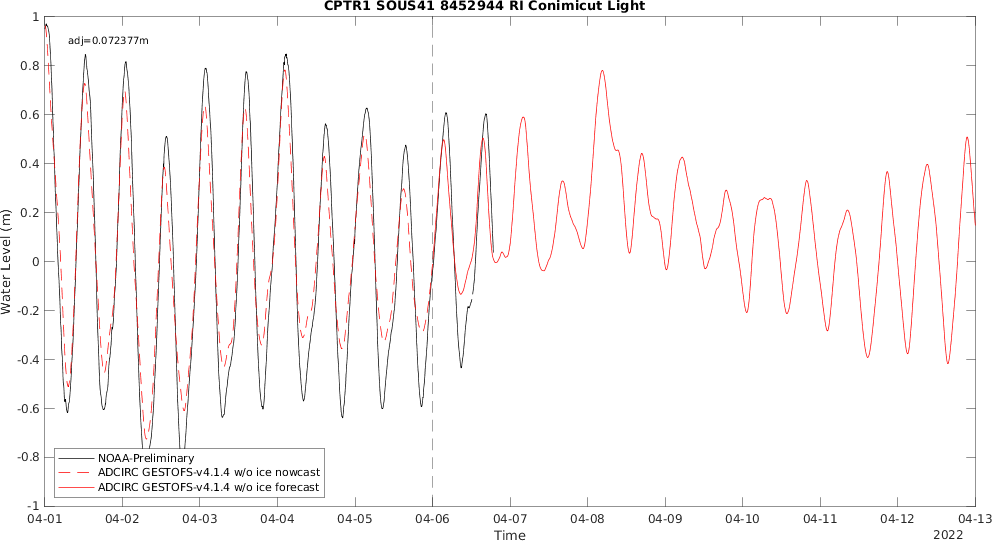 CPTR1 SOUS41 8452944 RI Conimicut Light
adj=0.072377m
Water Level (m)
1
0.8
0.6
0.4
0.2
0
-0.2
-0.4
-0.6
-0.8
-1
NOAA-Preliminary
ADCIRC GESTOFS-v4.1.4 w/o ice nowcast
ADCIRC GESTOFS-v4.1.4 w/o ice forecast
04-01 04-02 04-03 04-04 04-05 04-06 04-07 04-08 04-09 04-10 04-11 04-12 04-13
Time
2022